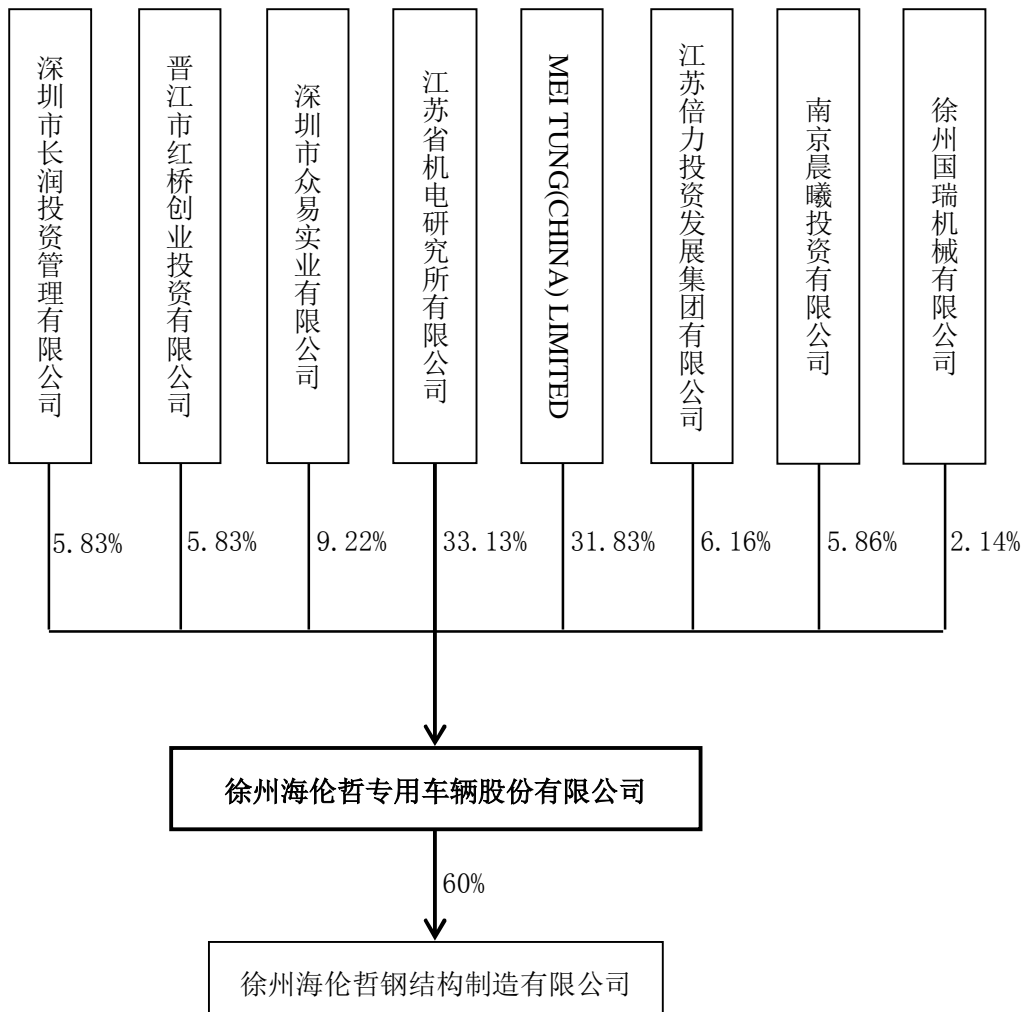 深圳市长润投资管理有限公司
晋江市红桥创业投资有限公司
深圳市众易实业有限公司
江苏省机电研究所有限公司
MEI TUNG(CHINA) LIMITED
江苏倍力投资发展集团有限公司
南京晨曦投资有限公司
徐州国瑞机械有限公司
5.83%
5.83%
9.22%
33.13%
31.83%
6.16%
5.86%
2.14%
徐州海伦哲专用车辆股份有限公司
60%
徐州海伦哲钢结构制造有限公司